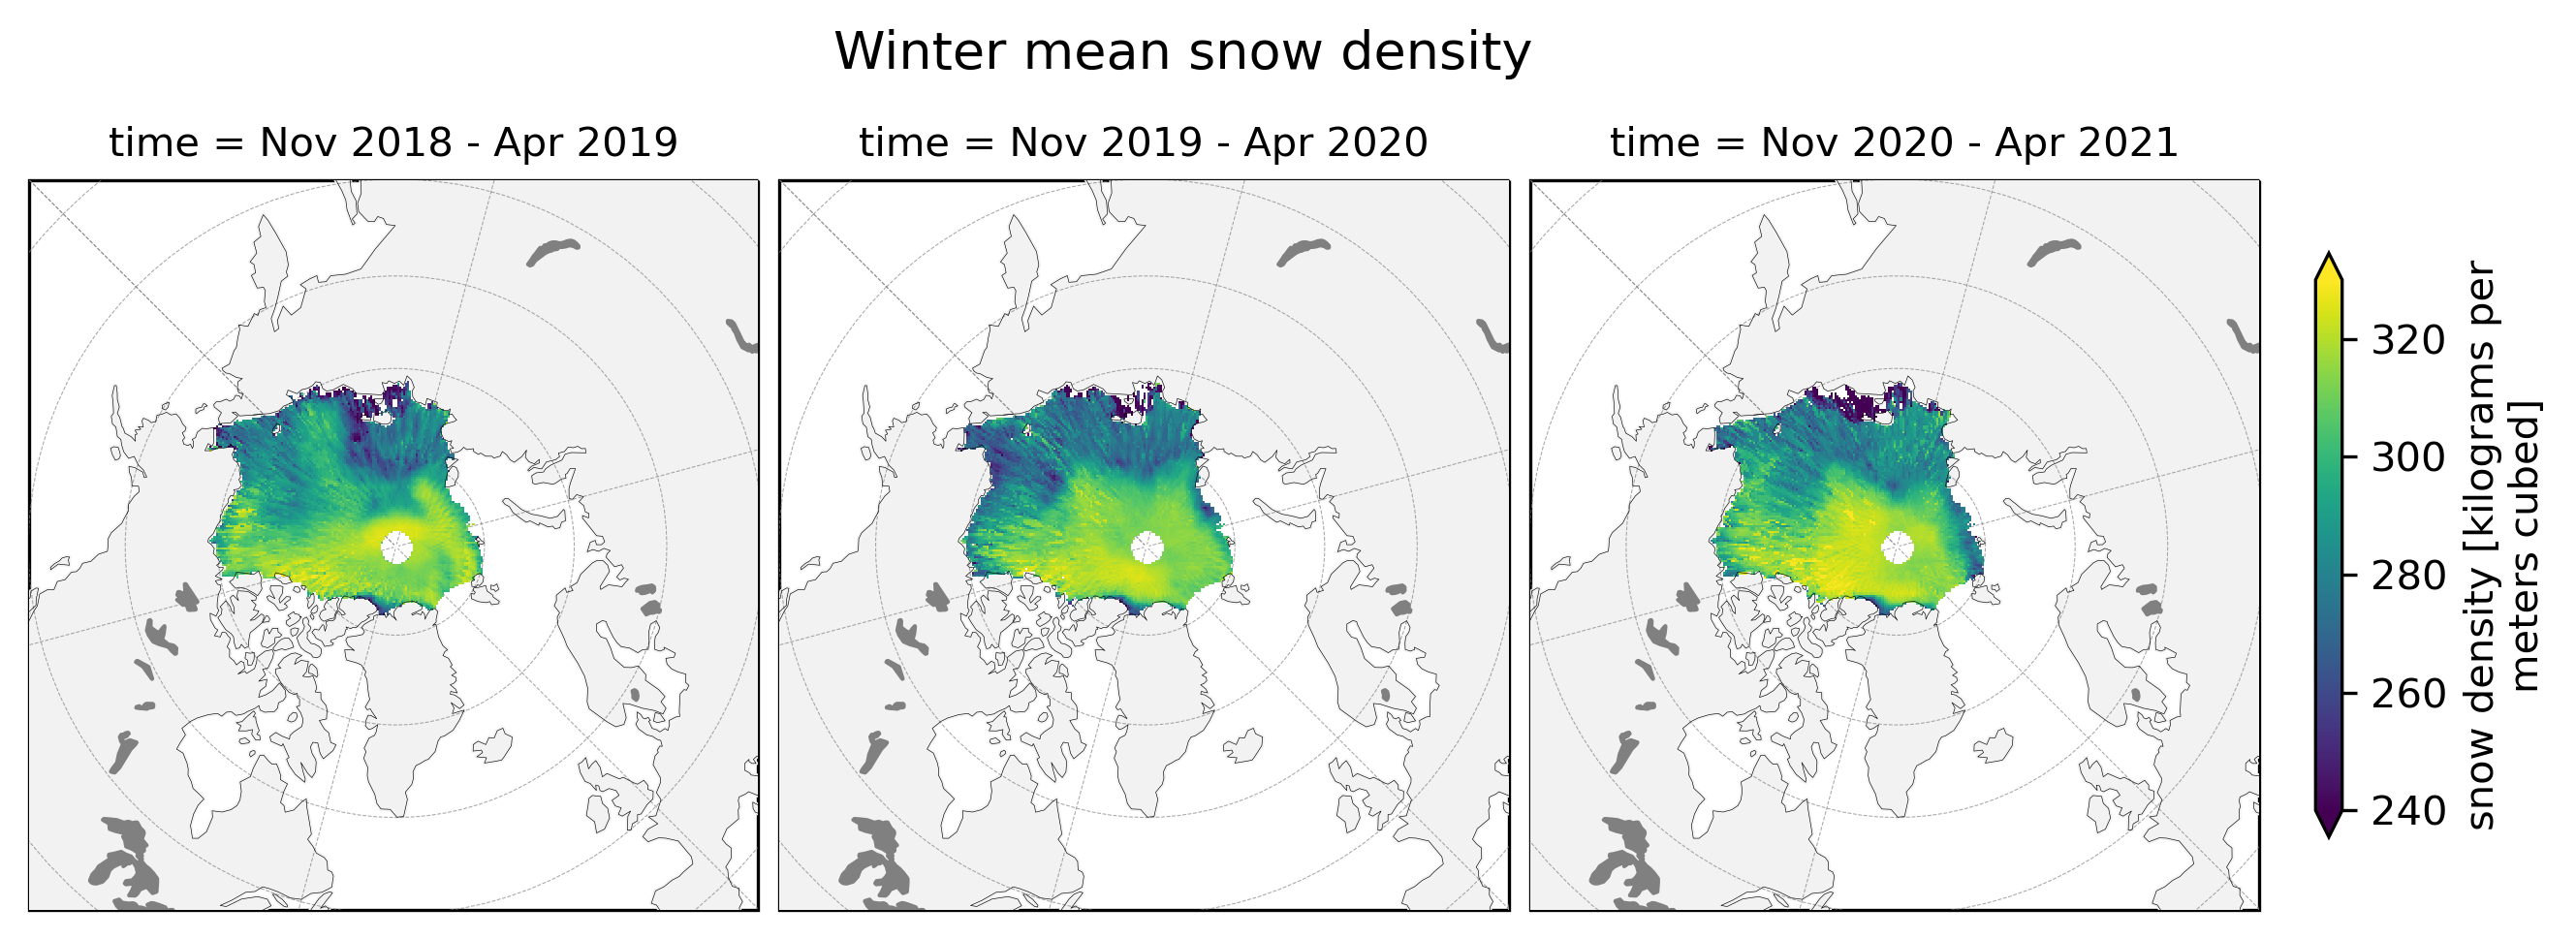 Winter mean snow density
time = Nov 2018 - Apr 2019
time = Nov 2019 - Apr 2020
time = Nov 2020 - Apr 2021
320
300
280
260
240
snow density [kilograms per
meters cubed]